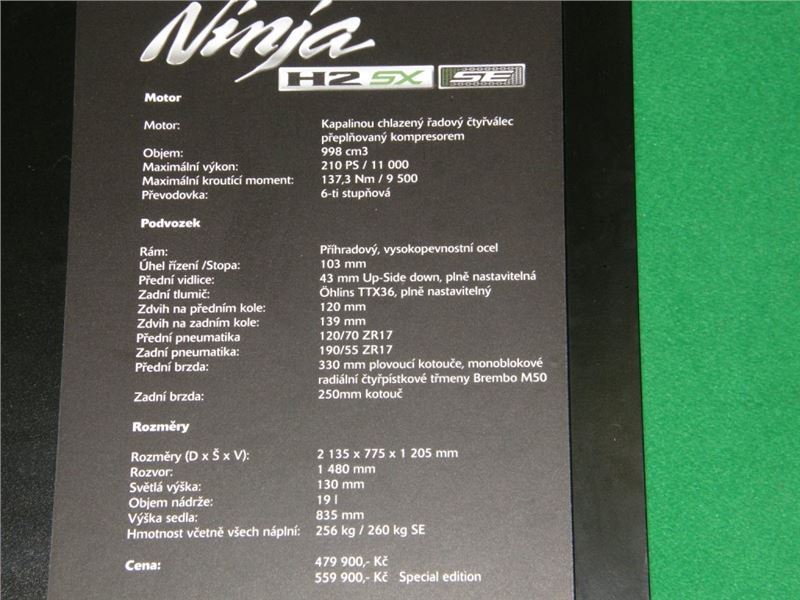 Ninja
H2 SX SE
Motor
Motor: Kapalinou chlazený řadový čtyřválec
přeplňovaný kompresorem
Objem: 998 cm3
Maximální výkon: 210 PS / 11 000
Maximální kroutící moment: 137,3 Nm / 9 500
Převodovka: 6-ti stupňová
Podvozek
Rám: Příhradový, vysokopevnostní ocel
Úhel řízení /Stopa: 103 mm
Přední vidlice: 43 mm Up-Side down, plně nastavitelná
Zadní tlumič: Öhlins TTX36, plně nastavitelný
Zdvih na předním kole: 120 mm
Zdvih na zadním kole: 139 mm
Přední pneumatika 120/70 ZR17
Zadní pneumatika: 190/55 ZR17
Přední brzda: 330 mm plovoucí kotouče, monoblokové
radiální čtyřpístkové třmeny Brembo M50
Zadní brzda: 250mm kotouč
Rozměry
Rozměry (D x Š x V): 2 135 x 775 x 1 205 mm
Rozvor: 1 480 mm
Světlá výška: 130 mm
Objem nádrže: 19 l
Výška sedla: 835 mm
Hmotnost včetně všech náplní: 256 kg / 260 kg SE
Cena: 479 900,- Kč
559 900,- Kč Special edition